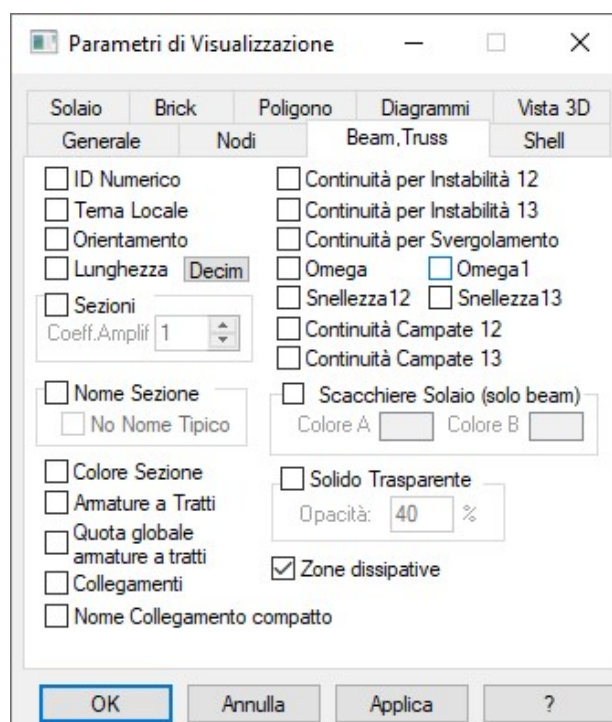 Parametri di Visualizzazione
Solaio Brick Poligono Diagrammi Vista 3D
Generale Nodi Beam,Truss Shell
ID Numerico
Terna Locale
Orientamento
Lunghezza Decim
Sezioni
Coeff.Amplif 1
Nome Sezione
No Nome Tipico
Colore Sezione
Armature a Tratti
Quota globale
armature a tratti
Collegamenti
Nome Collegamento compatto
Continuità per Instabilità 12
Continuità per Instabilità 13
Continuità per Svergolamento
Omega Omega1
Snellezza12 Snellezza13
Continuità Campate 12
Continuità Campate 13
Scacchiere Solaio (solo beam)
Colore A Colore B
Solido Trasparente
Opacità: 40 %
Zone dissipative
OK Annulla Applica ?